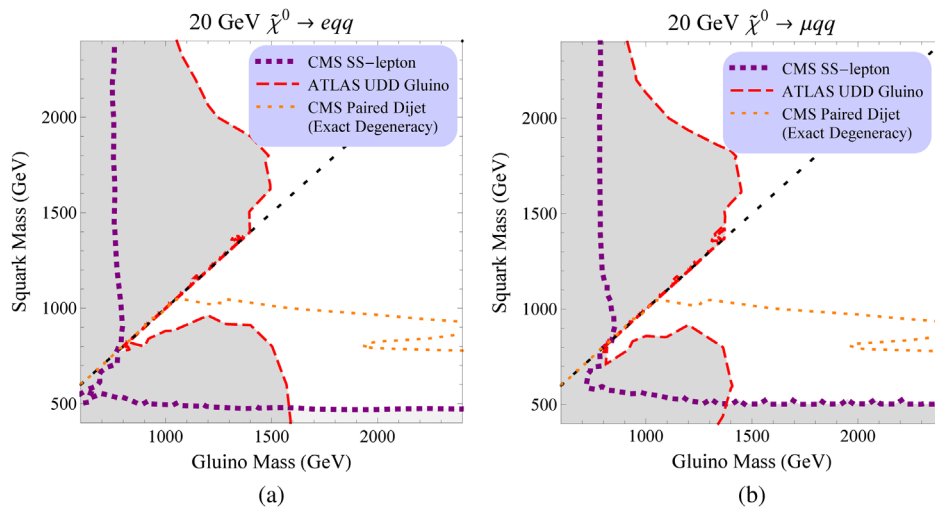 20 GeV χ̃⁰ → eqq
CMS SS−lepton
ATLAS UDD Gluino
CMS Paired Dijet
(Exact Degeneracy)
Squark Mass (GeV)
2000
1500
1000
500
1000
1500
2000
Gluino Mass (GeV)
(a)
20 GeV χ̃⁰ → μqq
CMS SS−lepton
ATLAS UDD Gluino
CMS Paired Dijet
(Exact Degeneracy)
Squark Mass (GeV)
2000
1500
1000
500
1000
1500
2000
Gluino Mass (GeV)
(b)